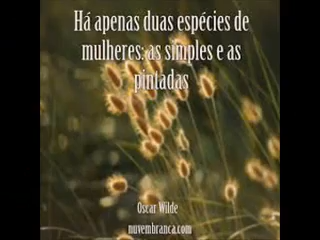 Há apenas duas espécies de
mulheres: as simples e as
pintadas
Oscar Wilde
nuvembranca.com